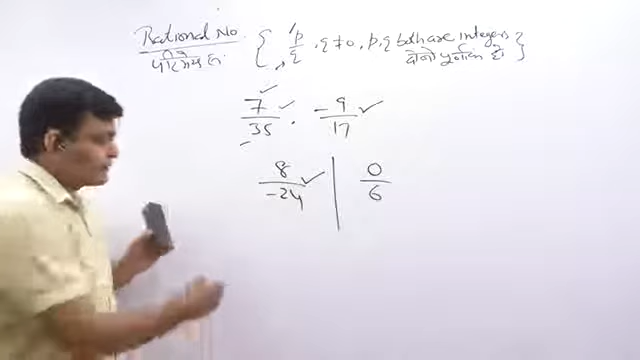 Rational No. { p/q , q ≠ 0, p, q both are integers
परिमेय सं. दोनो पूर्णांक हो }
7/35 , -9/17
8/-24 | 0/6